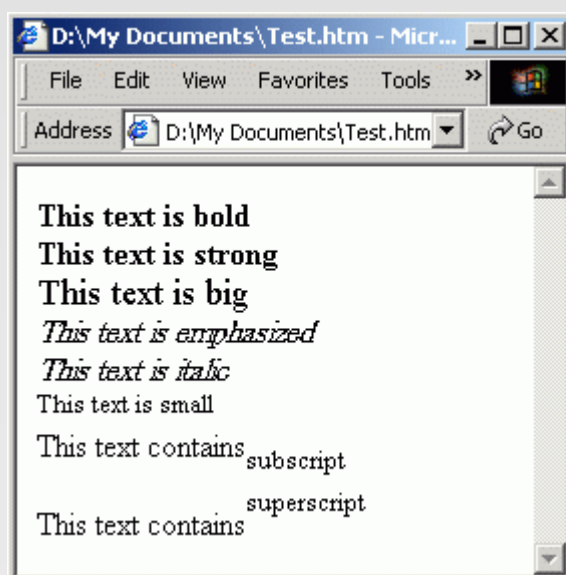 D:\My Documents\Test.htm - Micr...
File Edit View Favorites Tools »
Address D:\My Documents\Test.htm Go
This text is bold
This text is strong
This text is big
This text is emphasized
This text is italic
This text is small
This text contains subscript
This text contains superscript